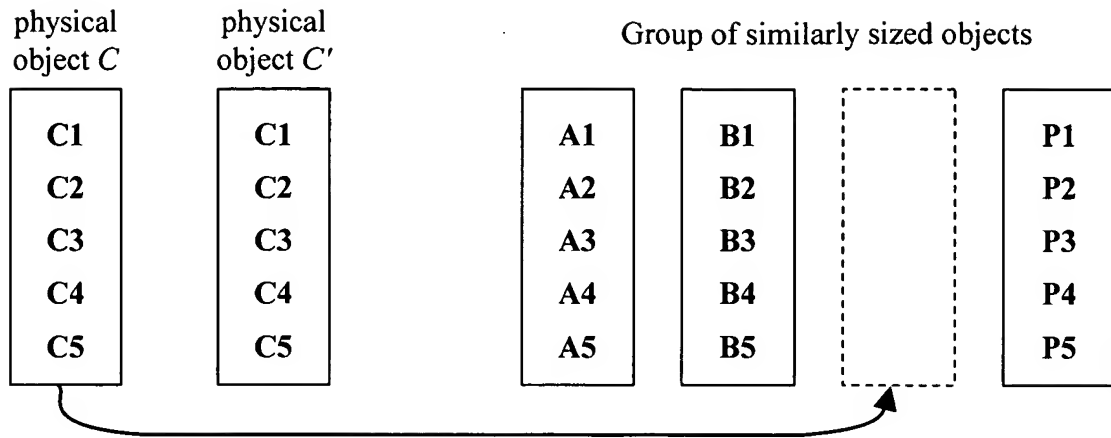 physical
object C
physical
object C'
Group of similarly sized objects
C1
C2
C3
C4
C5
C1
C2
C3
C4
C5
A1
A2
A3
A4
A5
B1
B2
B3
B4
B5
P1
P2
P3
P4
P5